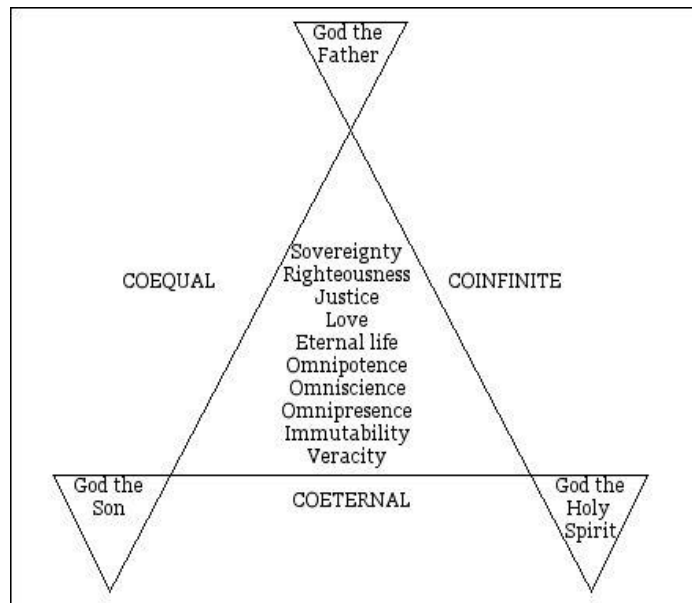 God the
Father
Sovereignty
Righteousness
COEQUAL
COINFINITE
Justice
Love
Eternal life
Omnipotence
Omniscience
Omnipresence
Immutability
Veracity
God the
Son
COETERNAL
God the
Holy
Spirit